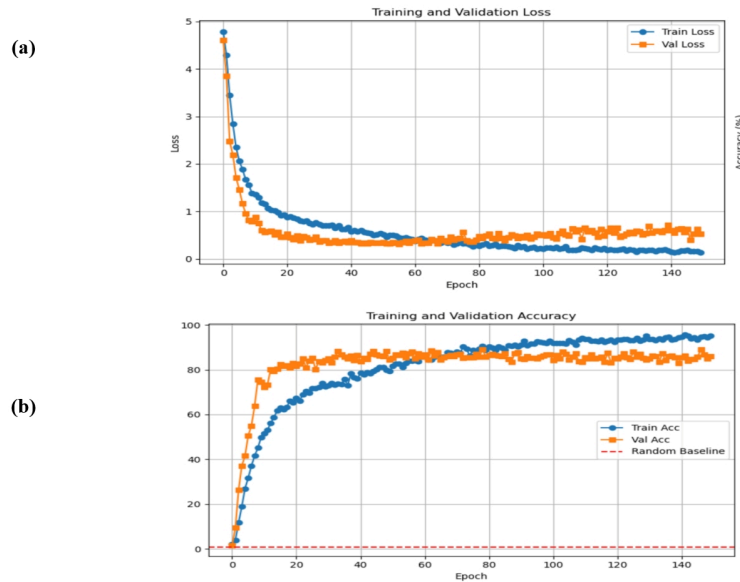 (a)
Training and Validation Loss
5
4
3
2
1
0
Loss
Train Loss
Val Loss
0 20 40 60 80 100 120 140
Epoch
Accuracy (%)
(b)
Training and Validation Accuracy
100
80
60
40
20
0
Train Acc
Val Acc
Random Baseline
0 20 40 60 80 100 120 140
Epoch